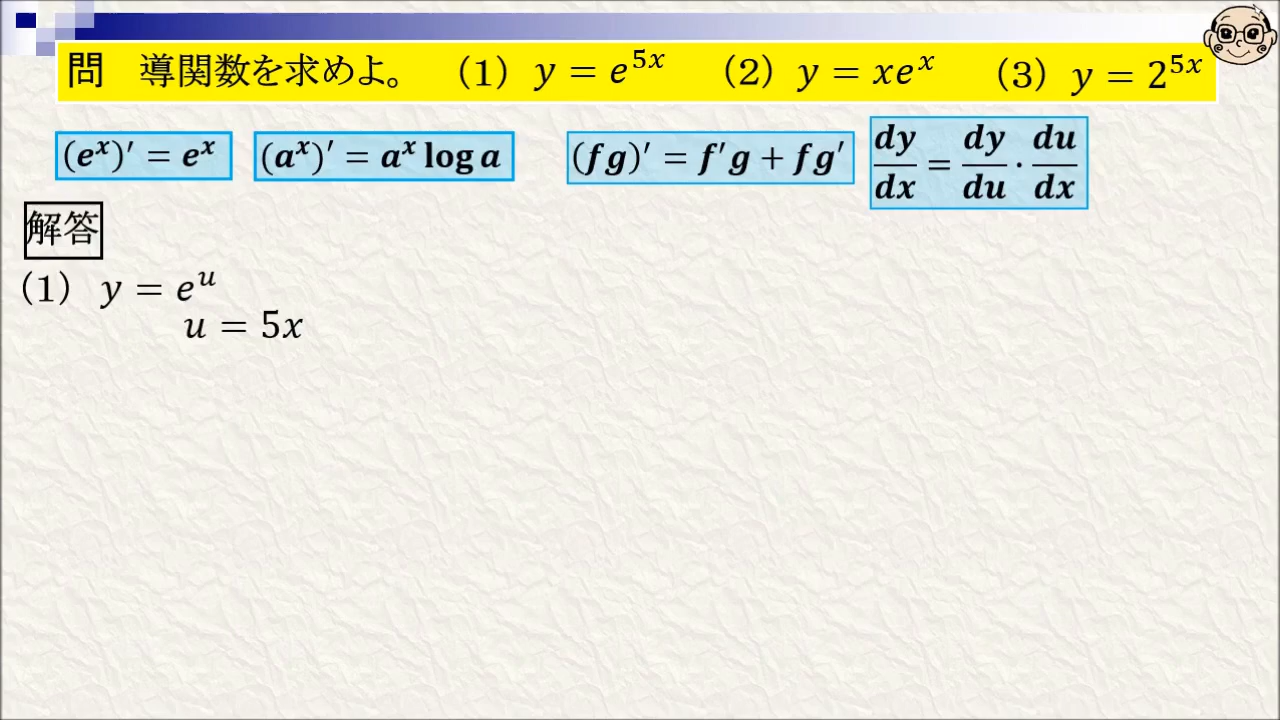 問 導関数を求めよ。 (1) y = e^{5x} (2) y = xe^x (3) y = 2^{5x}
(e^x)′ = e^x (a^x)′ = a^x log a (fg)′ = f′g + fg′ dy/dx = dy/du · du/dx
解答
(1) y = e^u
u = 5x